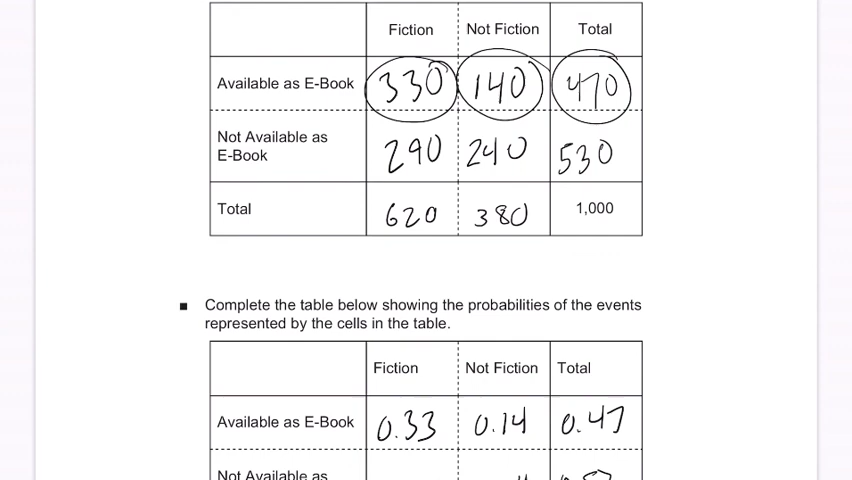 Fiction Not Fiction Total
Available as E-Book 330 140 470
Not Available as
E-Book 290 240 530
Total 620 380 1,000
■ Complete the table below showing the probabilities of the events
represented by the cells in the table.
Fiction Not Fiction Total
Available as E-Book 0.33 0.14 0.47
Not Available as